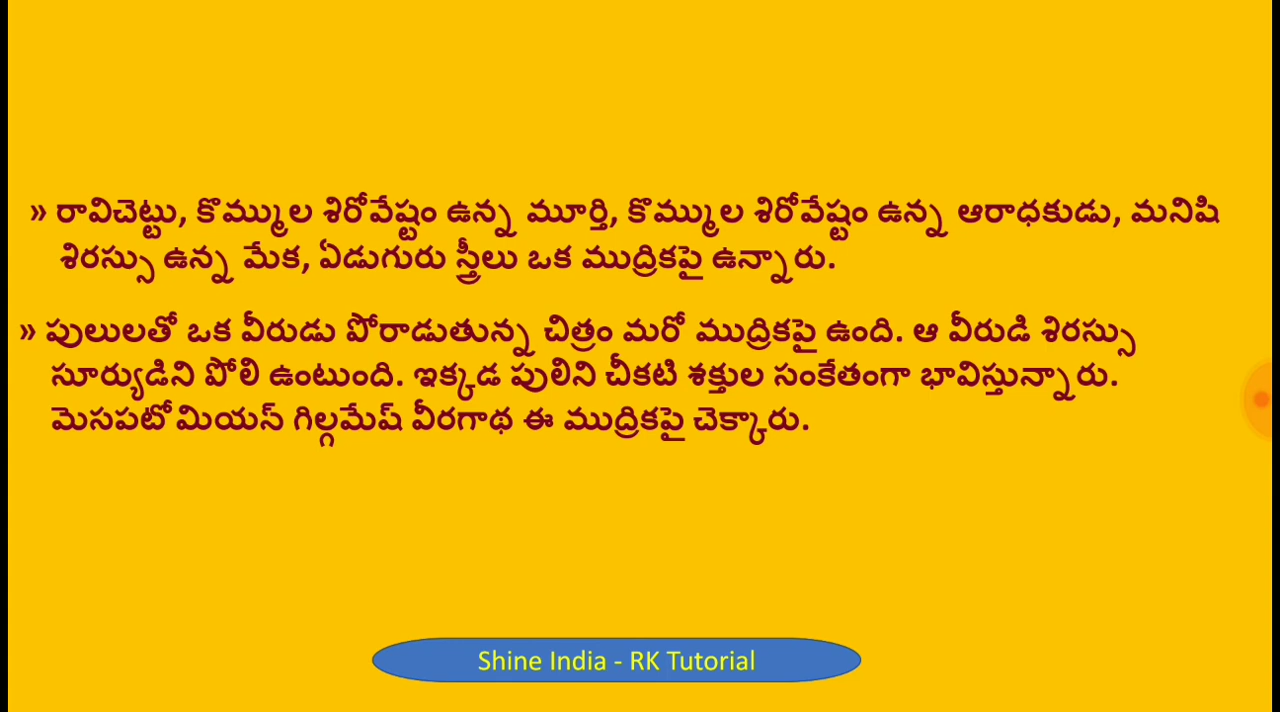 » రావిచెట్టు, కొమ్ముల శిరోవేష్టం ఉన్న మూర్తి, కొమ్ముల శిరోవేష్టం ఉన్న ఆరాధకుడు, మనిషి
శిరస్సు ఉన్న మేక, ఏడుగురు స్త్రీలు ఒక ముద్రికపై ఉన్నారు.
» పులులతో ఒక వీరుడు పోరాడుతున్న చిత్రం మరో ముద్రికపై ఉంది. ఆ వీరుడి శిరస్సు
సూర్యుడిని పోలి ఉంటుంది. ఇక్కడ పులిని చీకటి శక్తుల సంకేతంగా భావిస్తున్నారు.
మెసపటోమియన్ గిల్గమేష్ వీరగాథ ఈ ముద్రికపై చెక్కారు.
Shine India - RK Tutorial